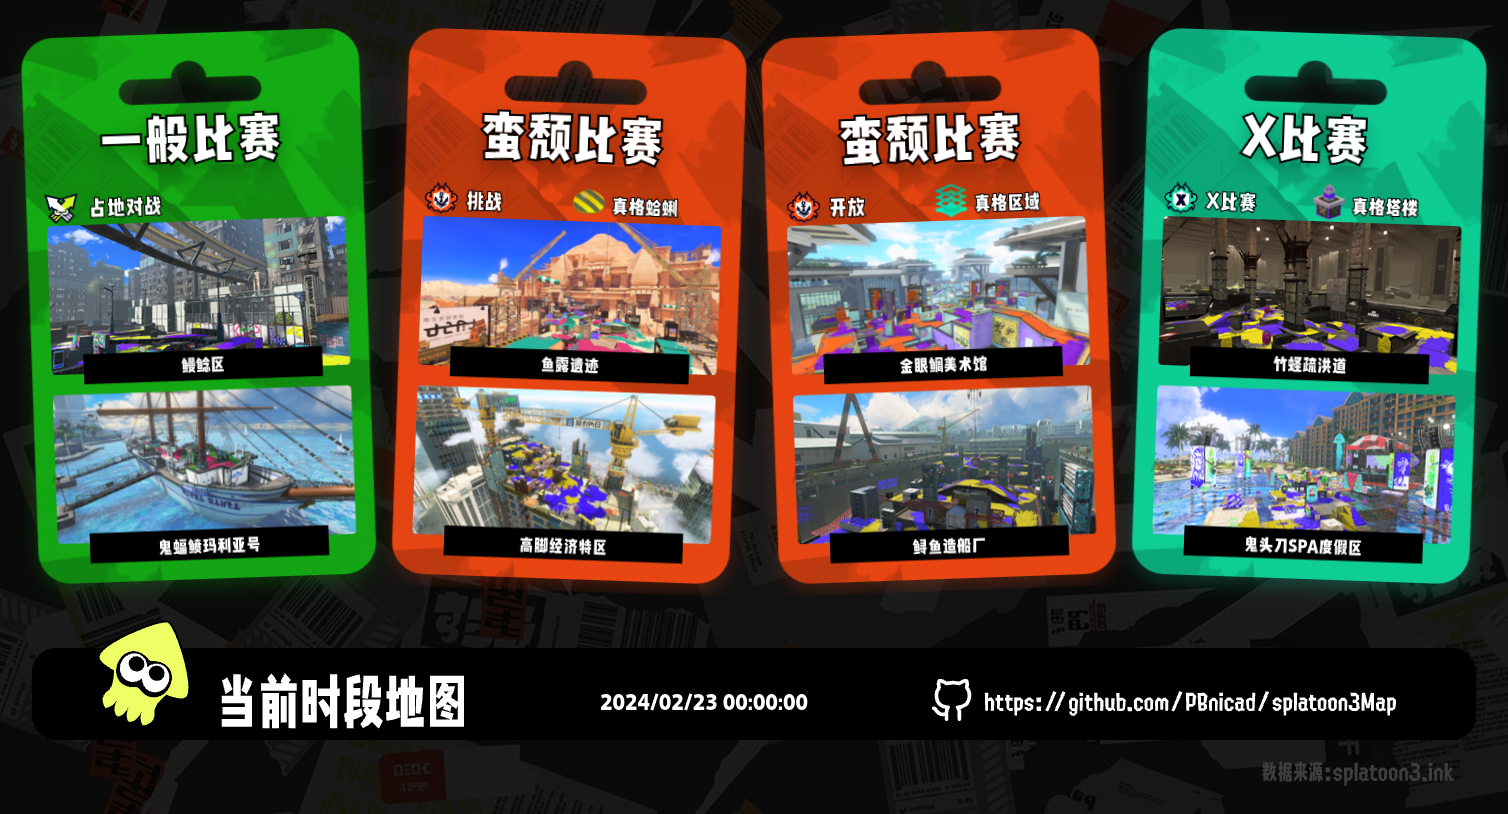 一般比赛
占地对战
鳗鲶区
鬼蝠鲼玛利亚号
蛮颓比赛
挑战
真格蛤蜊
鱼露遗迹
高脚经济特区
蛮颓比赛
开放
真格区域
金眼鲷美术馆
鲟鱼造船厂
X比赛
X比赛
真格塔楼
竹蛏疏洪道
鬼头刀SPA度假区
当前时段地图
2024/02/23 00:00:00
https://github.com/PBnicad/splatoon3Map
数据来源:splatoon3.ink